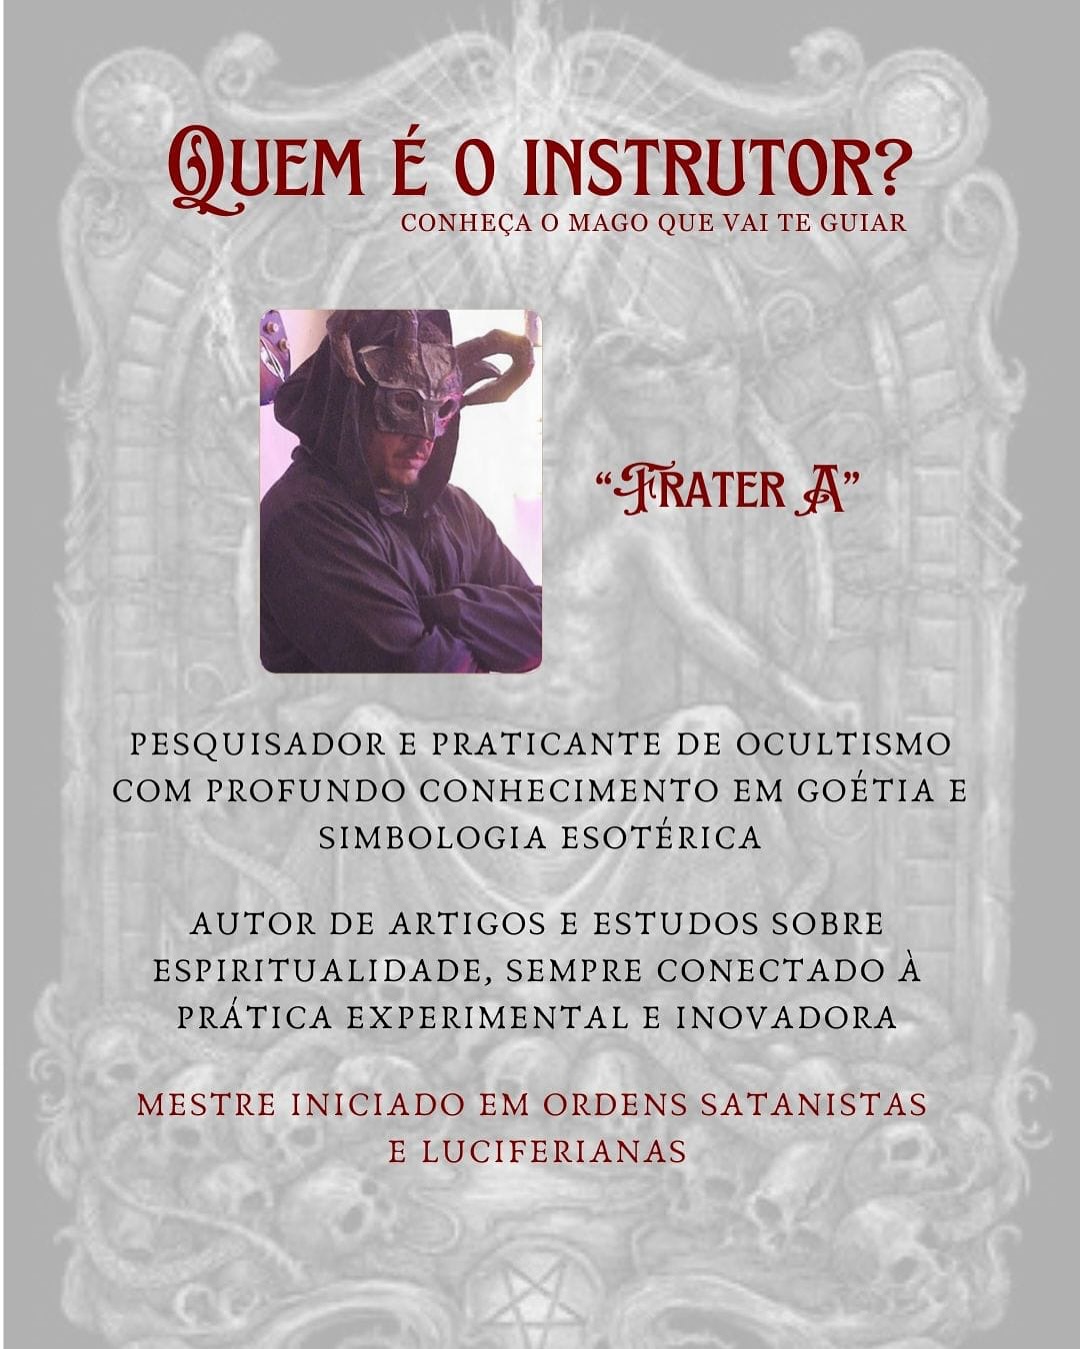 QUEM É O INSTRUTOR?
CONHEÇA O MAGO QUE VAI TE GUIAR
“FRATER A”
PESQUISADOR E PRATICANTE DE OCULTISMO
COM PROFUNDO CONHECIMENTO EM GOÉTIA E
SIMBOLOGIA ESOTÉRICA
AUTOR DE ARTIGOS E ESTUDOS SOBRE
ESPIRITUALIDADE, SEMPRE CONECTADO À
PRÁTICA EXPERIMENTAL E INOVADORA
MESTRE INICIADO EM ORDENS SATANISTAS
E LUCIFERIANAS